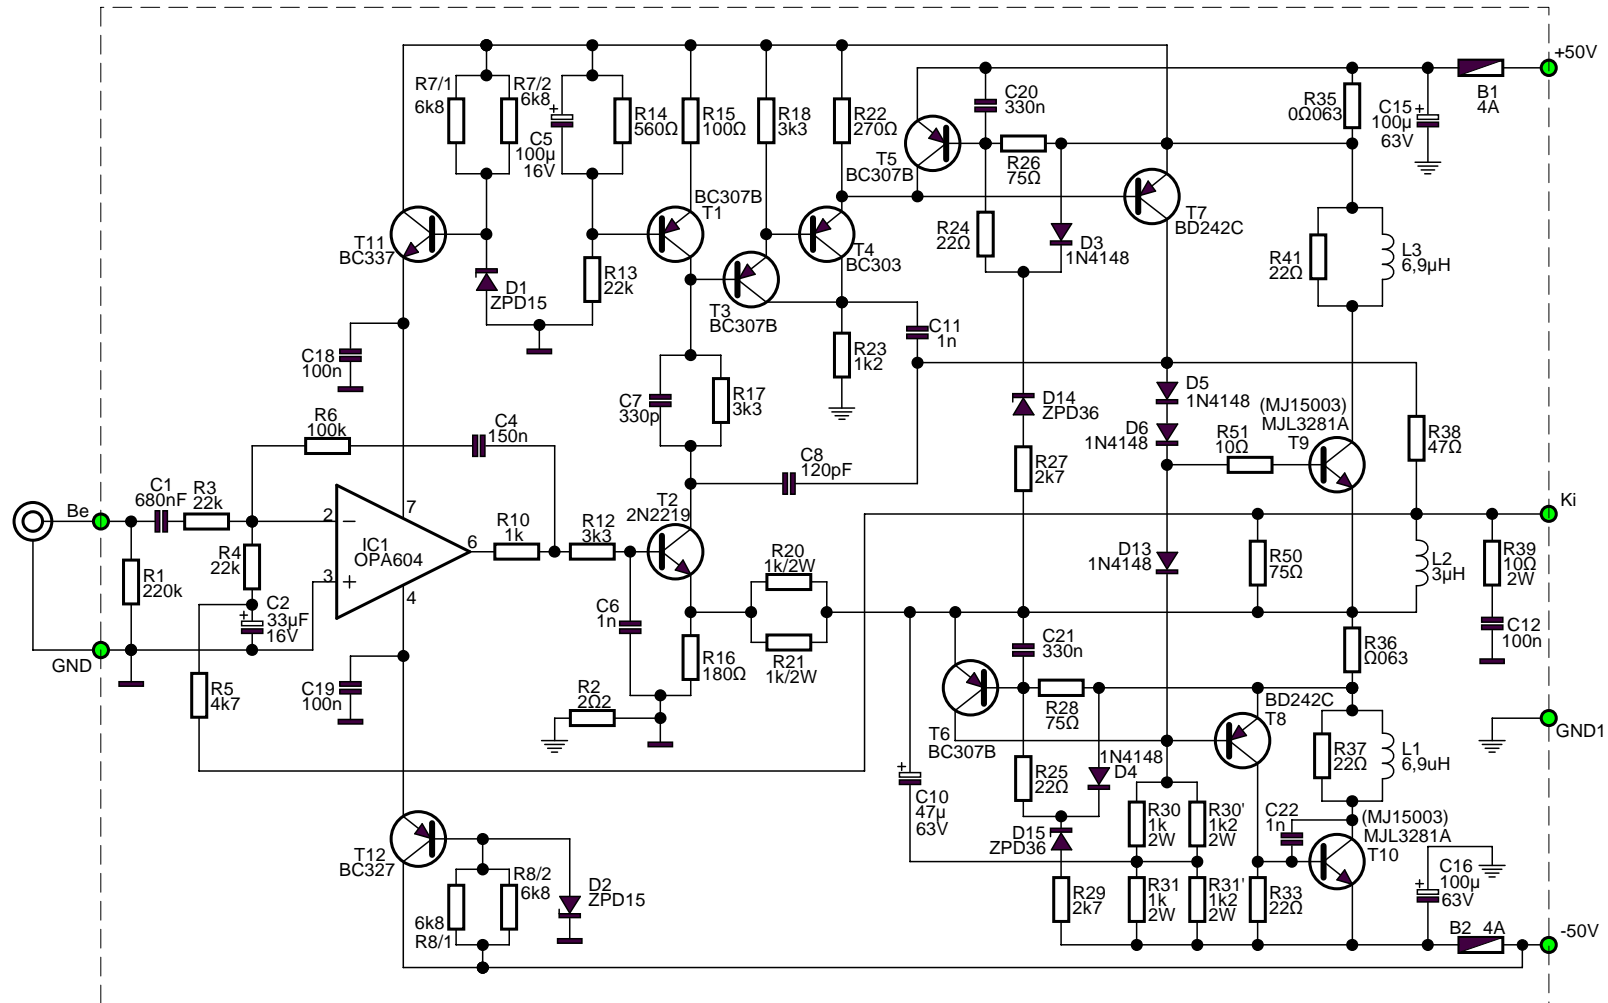 +50V
B1
4A
R7/1
6k8
R7/2
6k8
C5
100µ
16V
R14
560Ω
R15
100Ω
R18
3k3
R22
270Ω
C20
330n
R35
0Ω063
C15
100µ
63V
T5
BC307B
R26
75Ω
BC307B
T1
T7
BD242C
T11
BC337
D1
ZPD15
R13
22k
T3
BC307B
T4
BC303
R24
22Ω
D3
1N4148
R41
22Ω
L3
6,9µH
C18
100n
R23
1k2
C11
1n
C7
330p
R17
3k3
D14
ZPD36
D5
1N4148
D6
1N4148
(MJ15003)
MJL3281A
T9
R51
10Ω
R38
47Ω
R6
100k
C4
150n
C8
120pF
R27
2k7
Be
C1
680nF
R3
22k
2
7
IC1
OPA604
6
3
4
R10
1k
R12
3k3
T2
2N2219
Ki
R4
22k
R1
220k
C2
33µF
16V
GND
R20
1k/2W
R21
1k/2W
D13
1N4148
R50
75Ω
L2
3µH
R39
10Ω
2W
C12
100n
C6
1n
R16
180Ω
C21
330n
R36
Ω063
R5
4k7
C19
100n
R2
2Ω2
T6
BC307B
R28
75Ω
BD242C
T8
GND1
C10
47µ
63V
R25
22Ω
1N4148
D4
R37
22Ω
L1
6,9uH
D15
ZPD36
R30
1k
2W
R30'
1k2
2W
C22
1n
(MJ15003)
MJL3281A
T10
T12
BC327
R8/2
6k8
6k8
R8/1
D2
ZPD15
R29
2k7
R31
1k
2W
R31'
1k2
2W
R33
22Ω
C16
100µ
63V
B2 4A
-50V